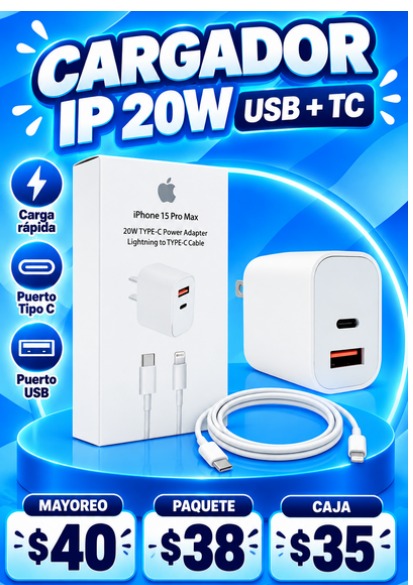 CARGADOR
IP 20W USB + TC
Carga
rápida
Puerto
Tipo C
Puerto
USB
iPhone 15 Pro Max
20W TYPE-C Power Adapter
Lightning to TYPE-C Cable
MAYOREO
$40
PAQUETE
$38
CAJA
$35